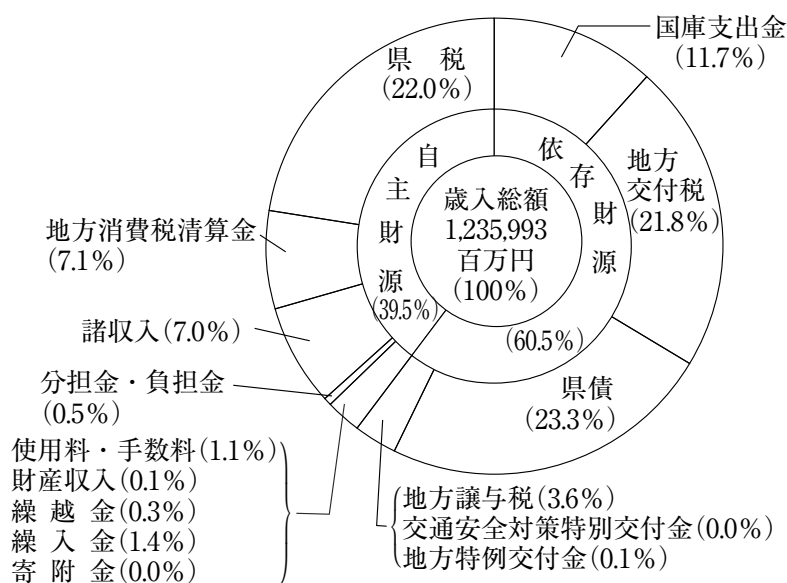 国庫支出金
(11.7%)
県　税
(22.0%)
地方
交付税
(21.8%)
自主財源
(39.5%)
依存財源
(60.5%)
歳入総額
1,235,993
百万円
(100%)
地方消費税清算金
(7.1%)
諸収入(7.0%)
分担金・負担金
(0.5%)
県債
(23.3%)
使用料・手数料(1.1%)
財産収入(0.1%)
繰 越 金(0.3%)
繰 入 金(1.4%)
寄 附 金(0.0%)
地方譲与税(3.6%)
交通安全対策特別交付金(0.0%)
地方特例交付金(0.1%)